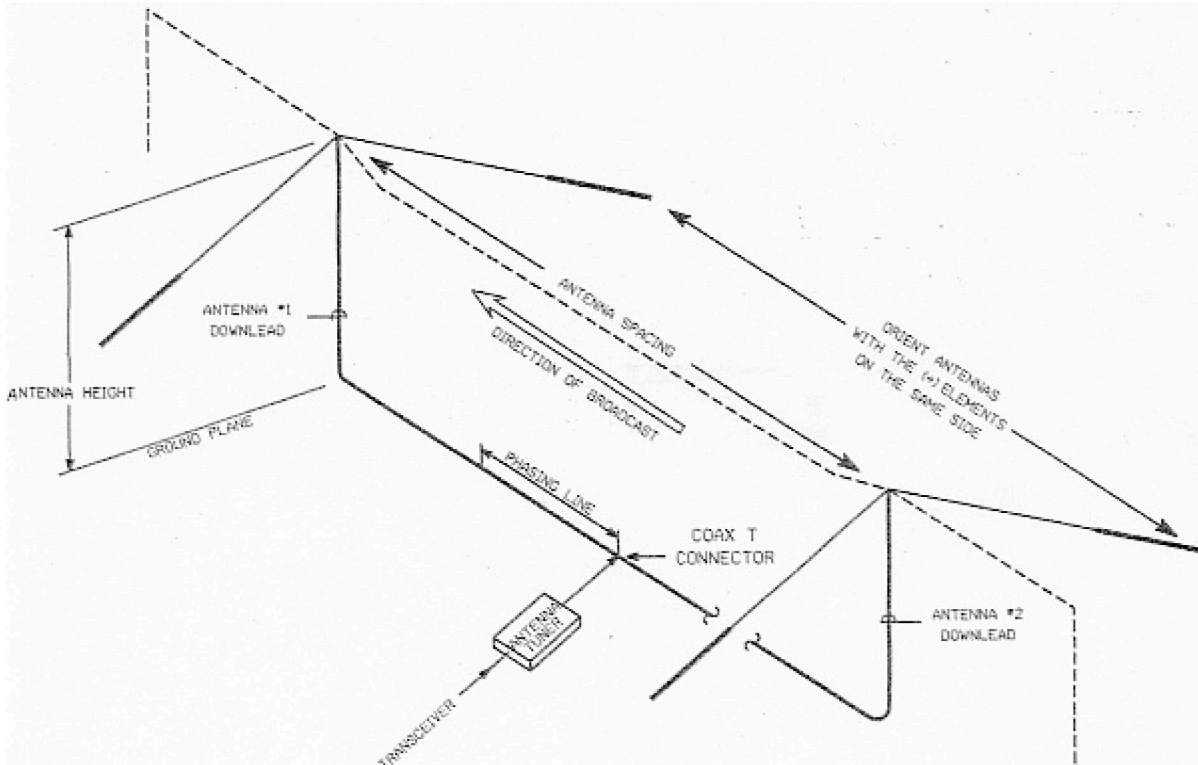 ANTENNA #1
DOWNLEAD
ANTENNA HEIGHT
GROUND PLANE
ANTENNA SPACING
DIRECTION OF BROADCAST
ORIENT ANTENNAS
WITH THE (+) ELEMENTS
ON THE SAME SIDE
PHASING LINE
COAX T
CONNECTOR
ANTENNA
TUNER
TRANSCEIVER
ANTENNA #2
DOWNLEAD